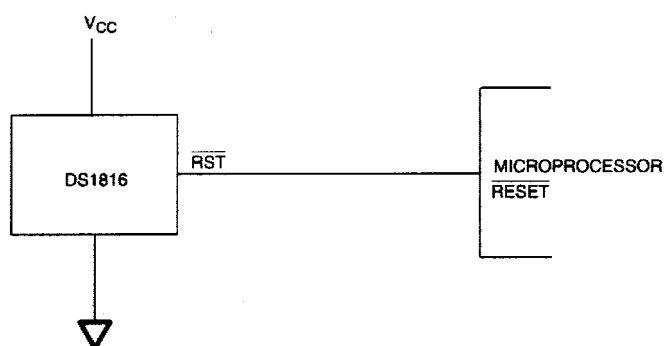 VCC
RST
DS1816
MICROPROCESSOR
RESET